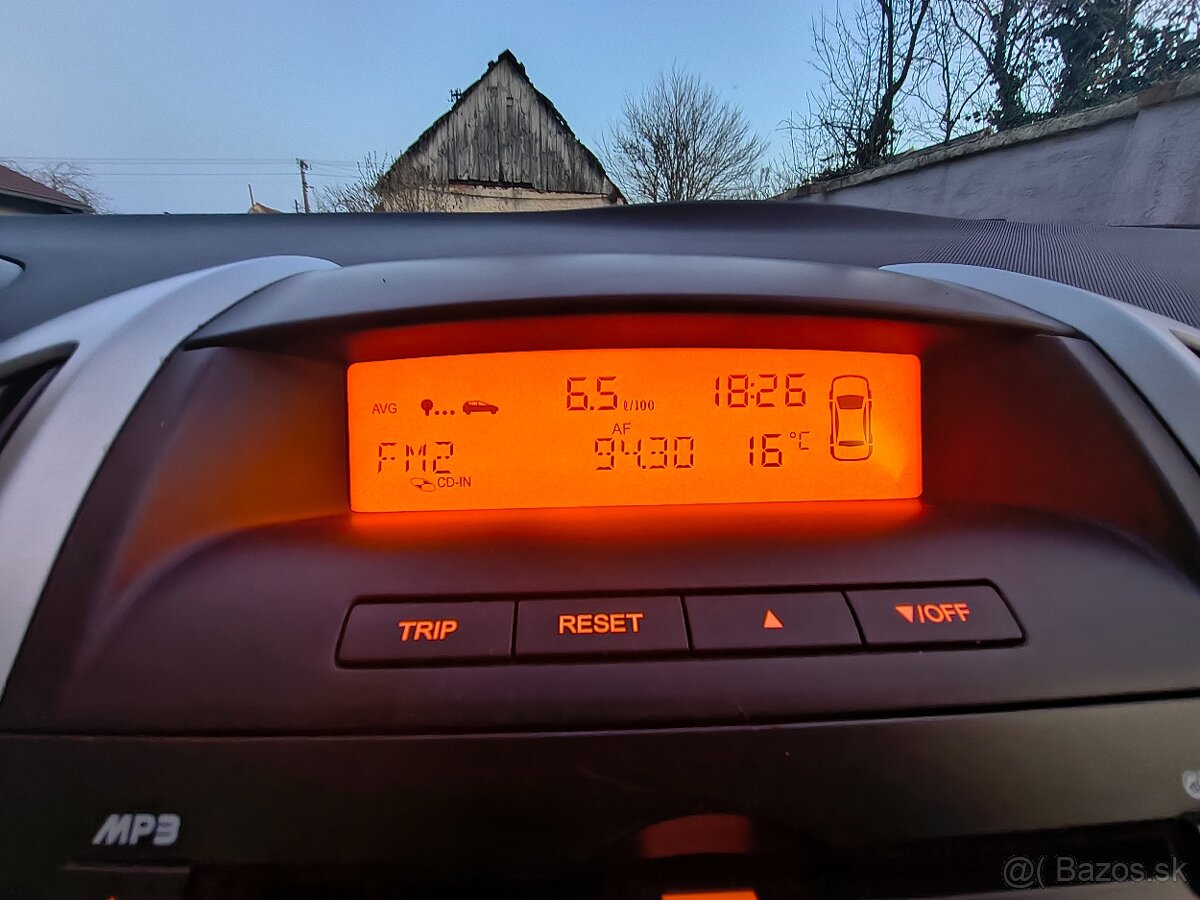 AVG 6.5 ℓ/100 18:26
AF
FM2 94.30 16 °C
CD-IN
TRIP RESET ▲ ▼/OFF
MP3
@( Bazos.sk